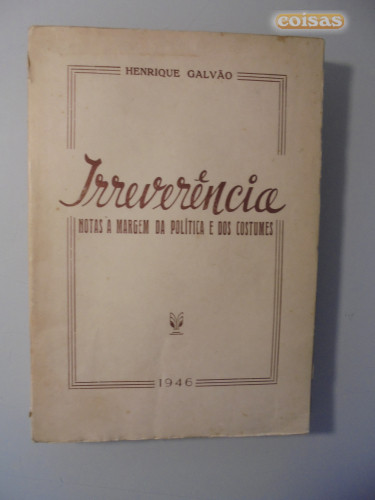 coisas
HENRIQUE GALVÃO
Irreverência
NOTAS À MARGEM DA POLÍTICA E DOS COSTUMES
1946